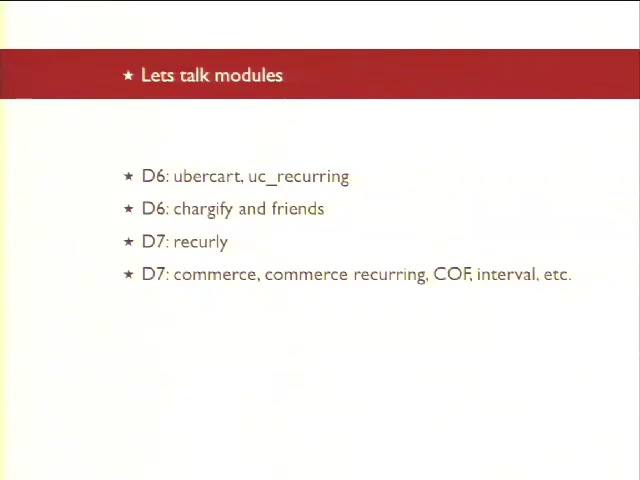 ★ Lets talk modules
★ D6: ubercart, uc_recurring
★ D6: chargify and friends
★ D7: recurly
★ D7: commerce, commerce recurring, COF, interval, etc.